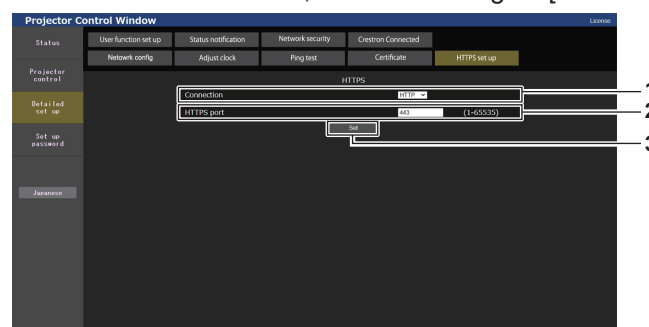 Projector Control Window License
Status
User function set up Status notification Network security Crestron Connected
Netowrk config Adjust clock Ping test Certificate HTTPS set up
Projector
control
HTTPS
Connection HTTP 1
Detailed
set up
HTTPS port 443 (1-65535) 2
Set 3
Set up
password
Japanese